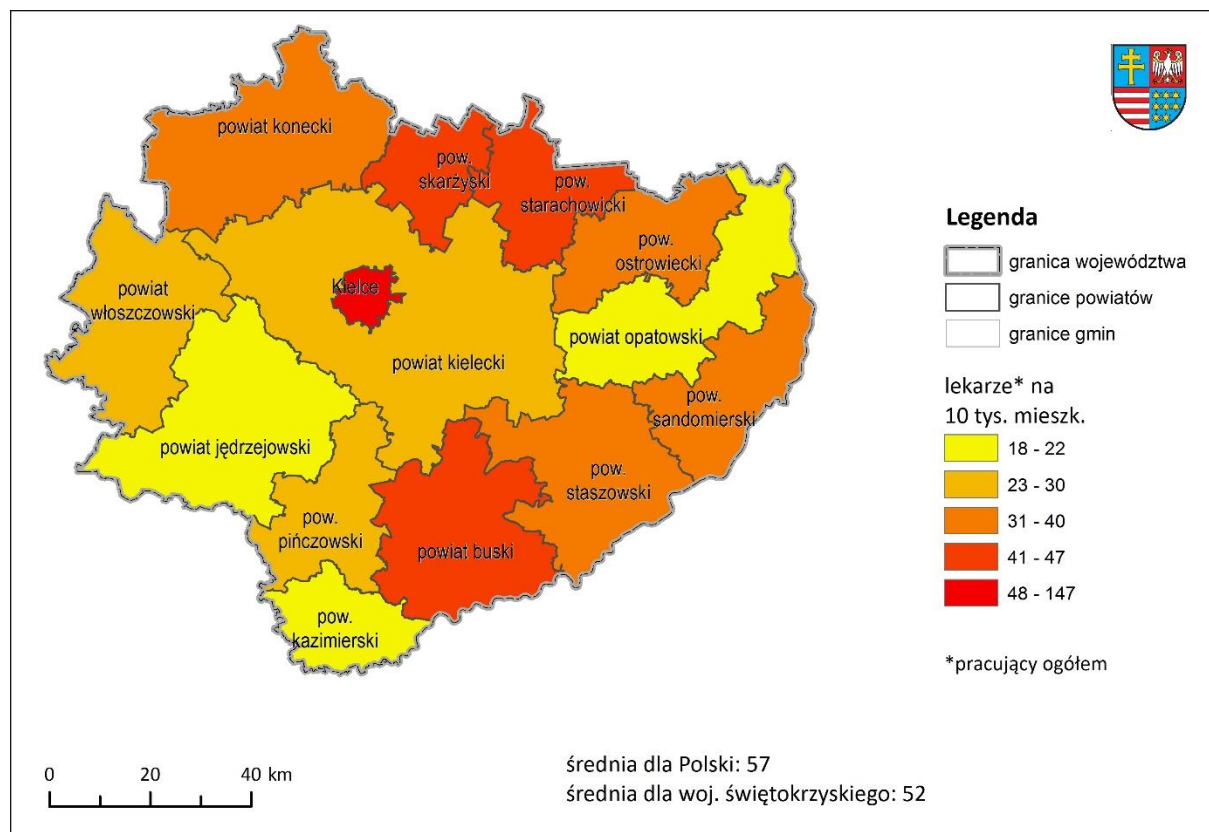 powiat konecki
pow.
skarżyski
pow.
starachowicki
pow.
ostrowiecki
powiat
włoszczowski
Kielce
powiat opatowski
powiat kielecki
pow.
sandomierski
powiat jędrzejowski
pow.
staszowski
pow.
pińczowski
powiat buski
pow.
kazimierski
Legenda
granica województwa
granice powiatów
granice gmin
lekarze* na
10 tys. mieszk.
18 - 22
23 - 30
31 - 40
41 - 47
48 - 147
*pracujący ogółem
0 20 40 km
średnia dla Polski: 57
średnia dla woj. świętokrzyskiego: 52